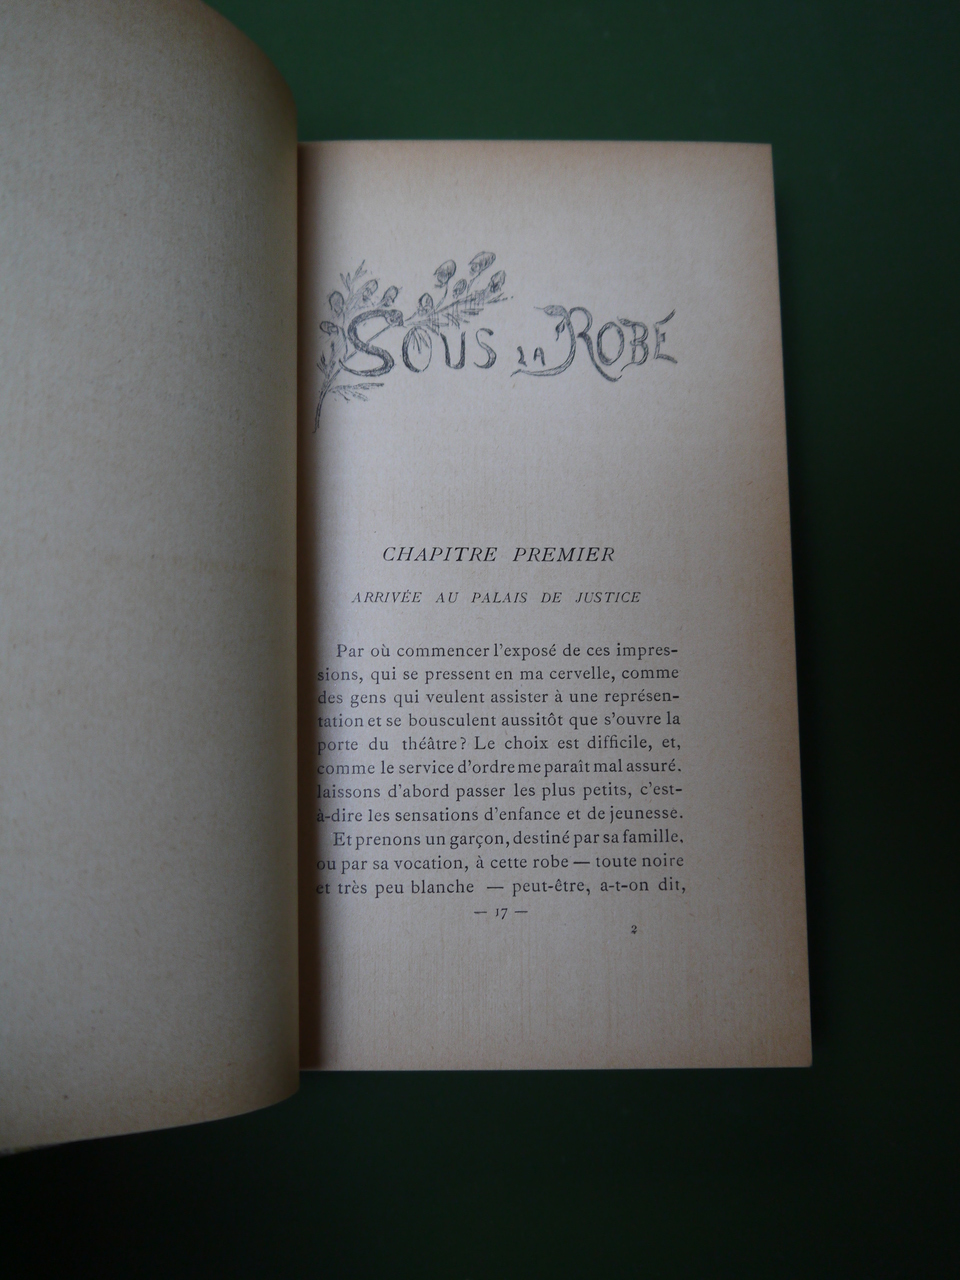 SOUS LA ROBE
CHAPITRE PREMIER
ARRIVÉE AU PALAIS DE JUSTICE
Par où commencer l'exposé de ces impres-
sions, qui se pressent en ma cervelle, comme
des gens qui veulent assister à une représen-
tation et se bousculent aussitôt que s'ouvre la
porte du théâtre? Le choix est difficile, et,
comme le service d'ordre me paraît mal assuré.
laissons d'abord passer les plus petits, c'est-
à-dire les sensations d'enfance et de jeunesse.
Et prenons un garçon, destiné par sa famille,
ou par sa vocation, à cette robe — toute noire
et très peu blanche — peut-être, a-t-on dit,
— 17 —
2